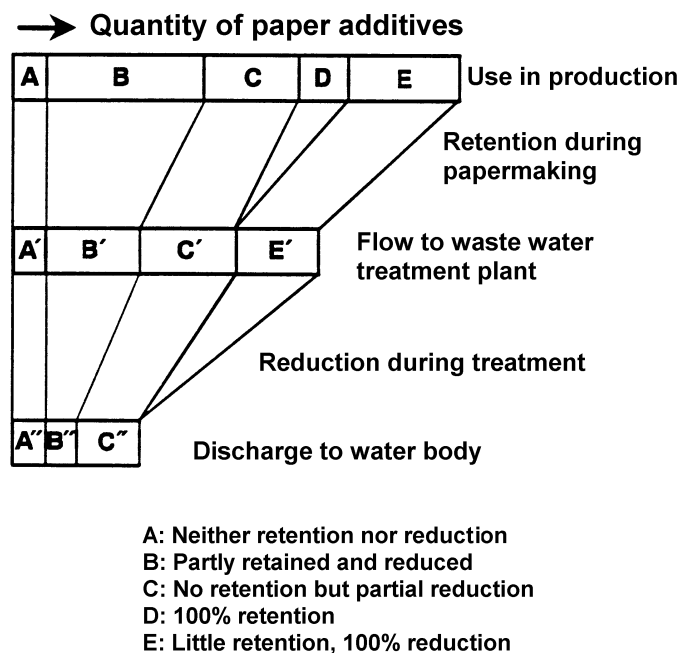 Quantity of paper additives
A B C D E Use in production
Retention during
papermaking
A′ B′ C′ E′ Flow to waste water
treatment plant
Reduction during treatment
A″ B″ C″ Discharge to water body
A: Neither retention nor reduction
B: Partly retained and reduced
C: No retention but partial reduction
D: 100% retention
E: Little retention, 100% reduction